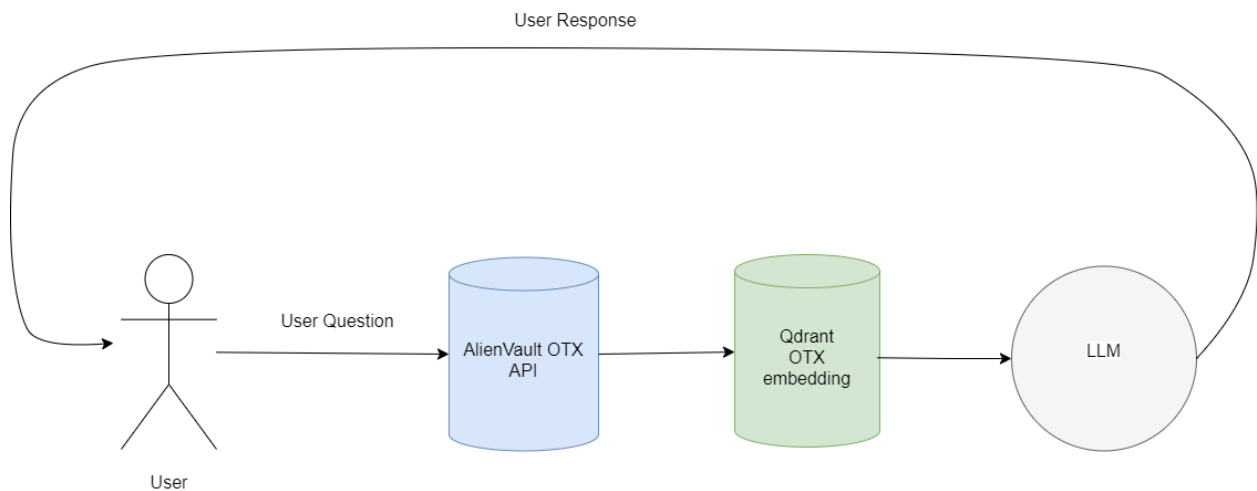 User Response
User Question
AlienVault OTX
API
Qdrant
OTX
embedding
LLM
User